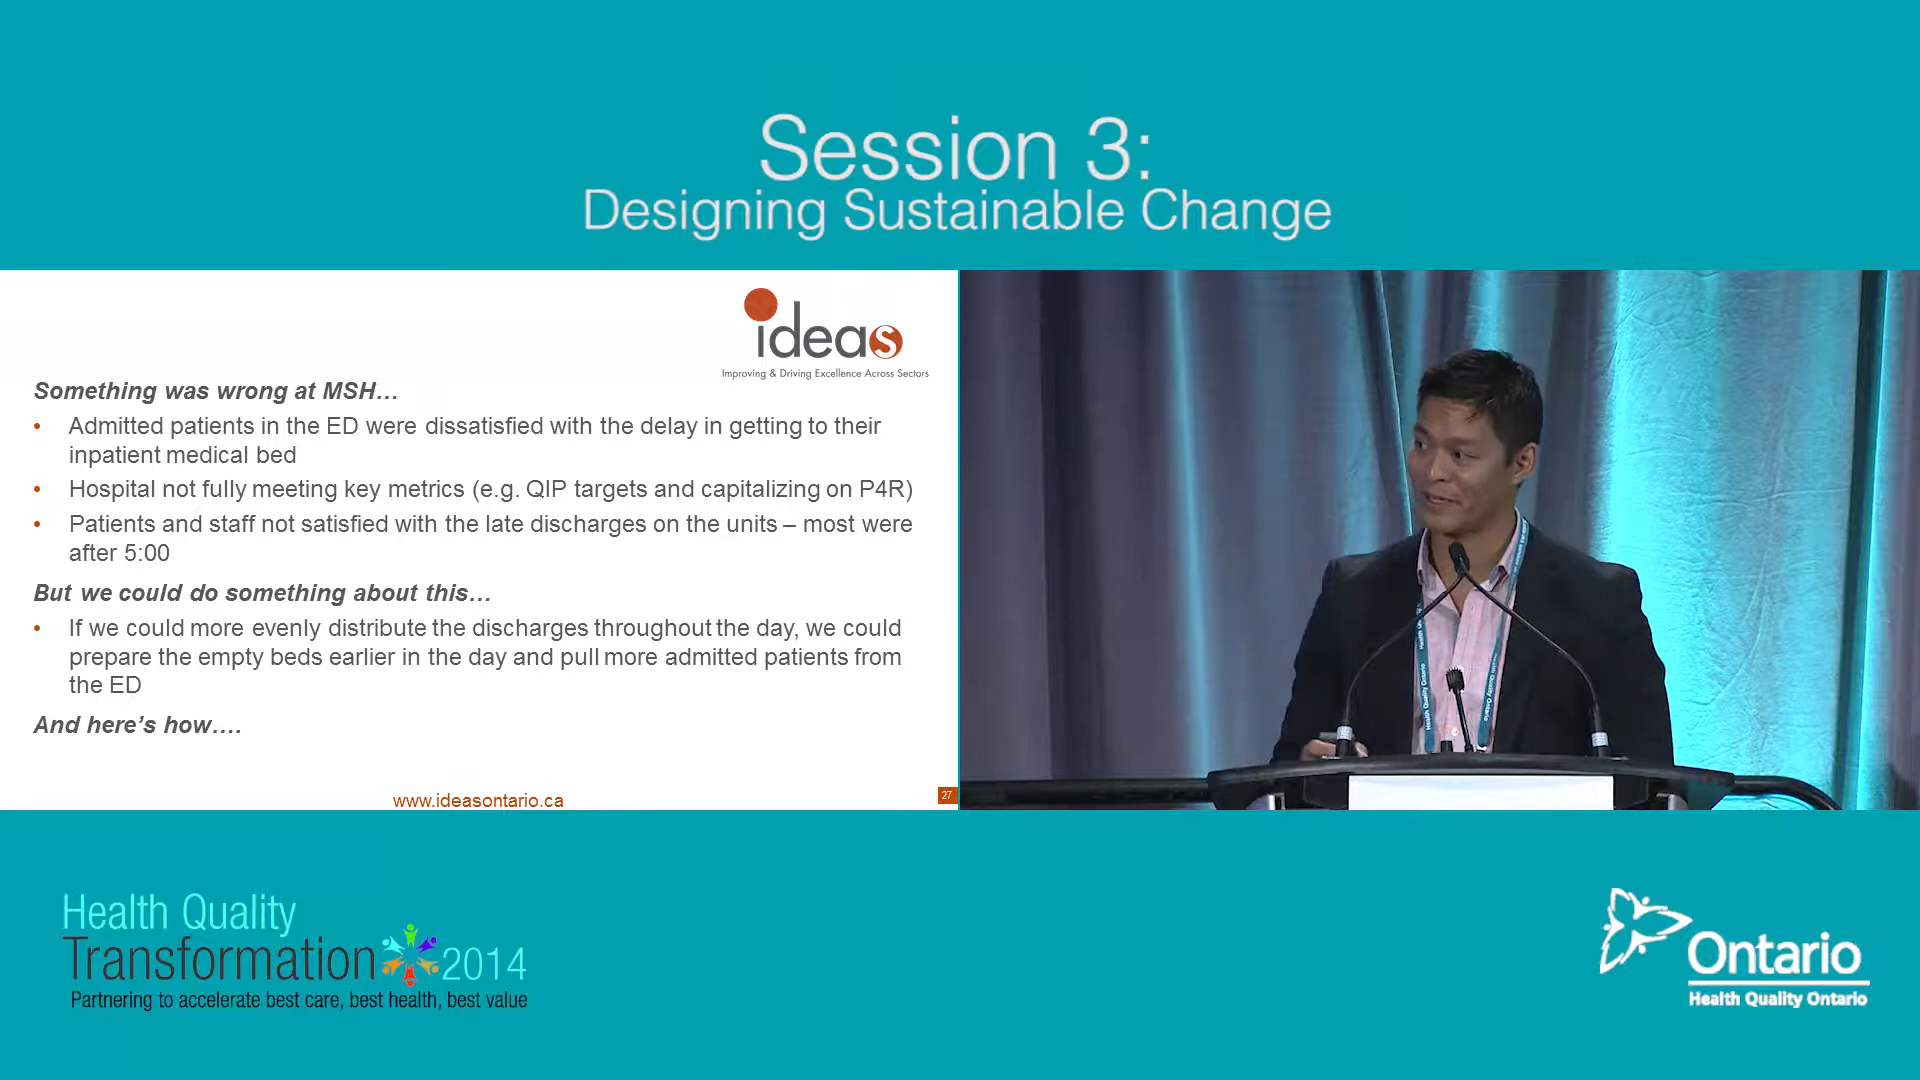 Session 3:
Designing Sustainable Change
ideas
Improving & Driving Excellence Across Sectors
Something was wrong at MSH…
• Admitted patients in the ED were dissatisfied with the delay in getting to their
inpatient medical bed
• Hospital not fully meeting key metrics (e.g. QIP targets and capitalizing on P4R)
• Patients and staff not satisfied with the late discharges on the units – most were
after 5:00
But we could do something about this…
• If we could more evenly distribute the discharges throughout the day, we could
prepare the empty beds earlier in the day and pull more admitted patients from
the ED
And here’s how….
www.ideasontario.ca
27
Health Quality Ontario
Health Quality
Transformation 2014
Partnering to accelerate best care, best health, best value
Ontario
Health Quality Ontario